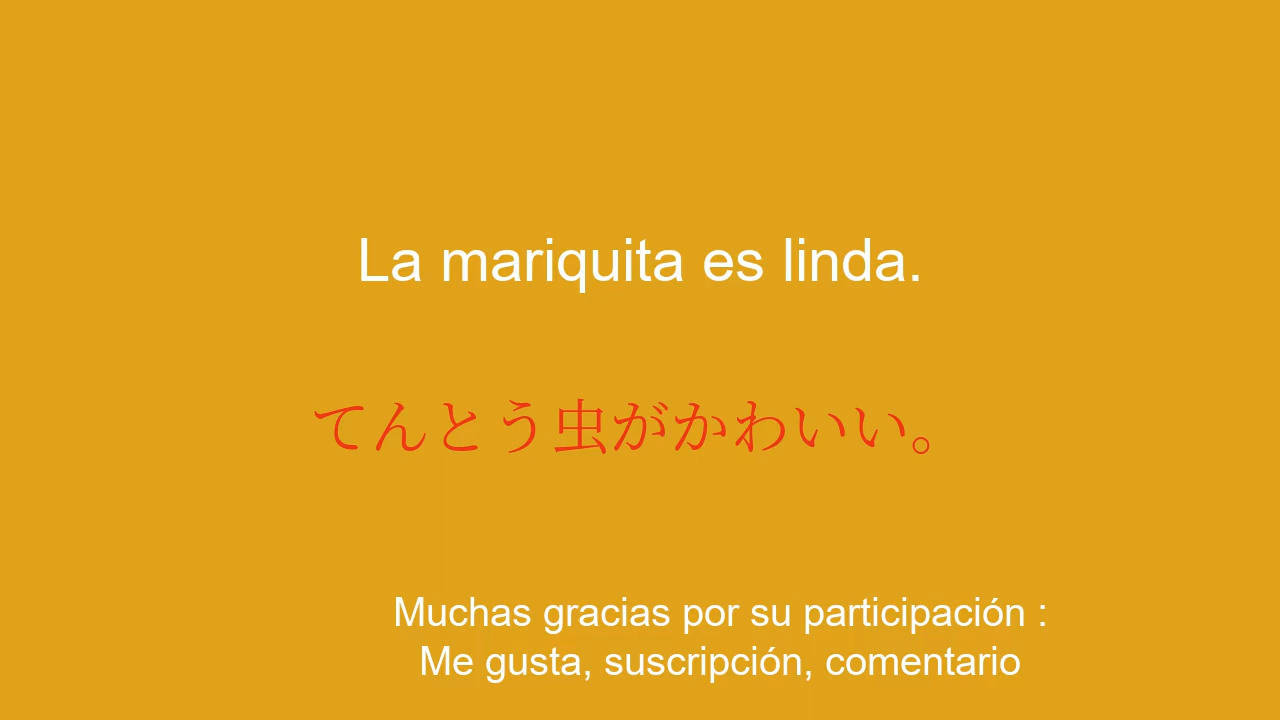 La mariquita es linda.
てんとう虫がかわいい。
Muchas gracias por su participación :
Me gusta, suscripción, comentario